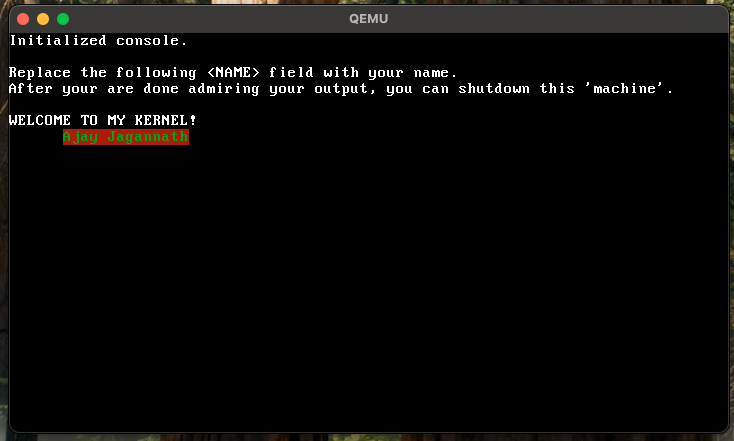 QEMU
Initialized console.
Replace the following <NAME> field with your name.
After your are done admiring your output, you can shutdown this 'machine'.
WELCOME TO MY KERNEL!
Ajay Jagannath